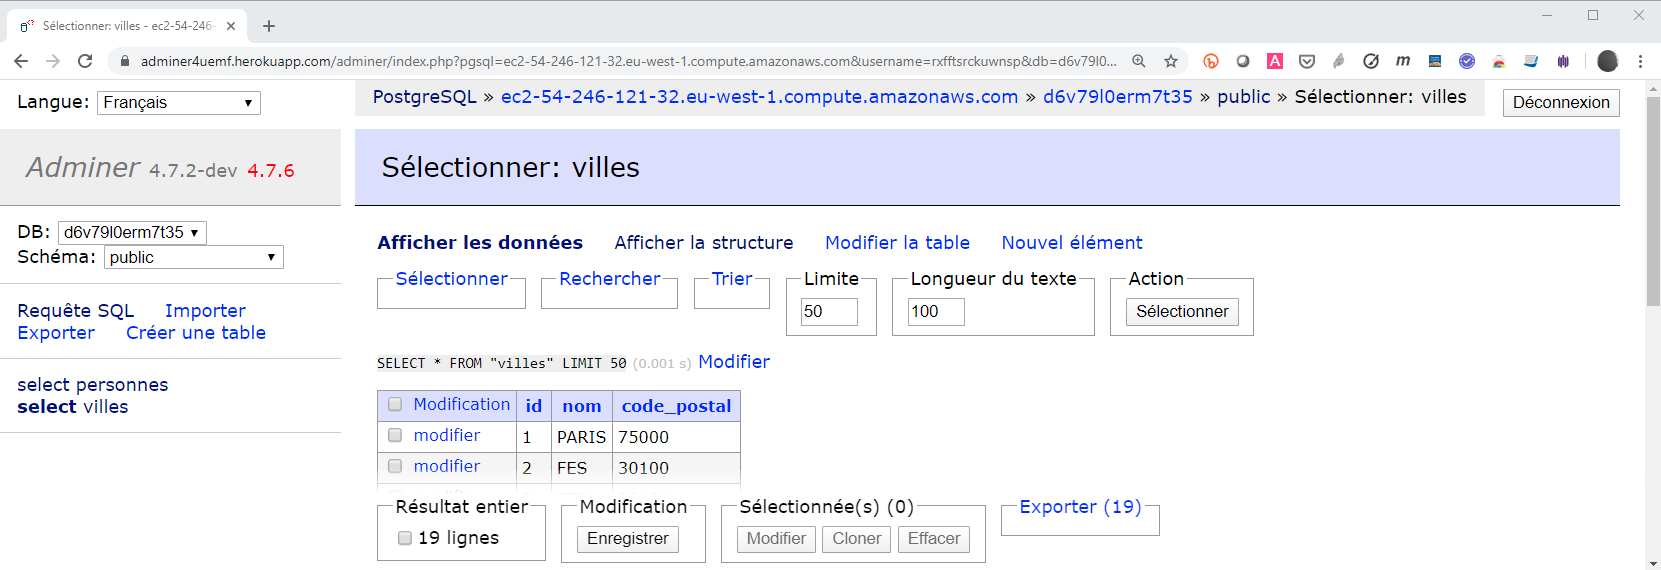 Sélectionner: villes - ec2-54-246-
adminer4uemf.herokuapp.com/adminer/index.php?pgsql=ec2-54-246-121-32.eu-west-1.compute.amazonaws.com&username=rxfftsrckuwnsp&db=d6v79l0...
Langue: Français
PostgreSQL » ec2-54-246-121-32.eu-west-1.compute.amazonaws.com » d6v79l0erm7t35 » public » Sélectionner: villes
Déconnexion
Adminer 4.7.2-dev 4.7.6
Sélectionner: villes
DB: d6v79l0erm7t35
Schéma: public
Requête SQL Importer
Exporter Créer une table
select personnes
select villes
Afficher les données Afficher la structure Modifier la table Nouvel élément
Sélectionner Rechercher Trier Limite Longueur du texte Action
50 100 Sélectionner
SELECT * FROM "villes" LIMIT 50 (0.001 s) Modifier
Modification id nom code_postal
modifier 1 PARIS 75000
modifier 2 FES 30100
Résultat entier Modification Sélectionnée(s) (0) Exporter (19)
19 lignes Enregistrer Modifier Cloner Effacer